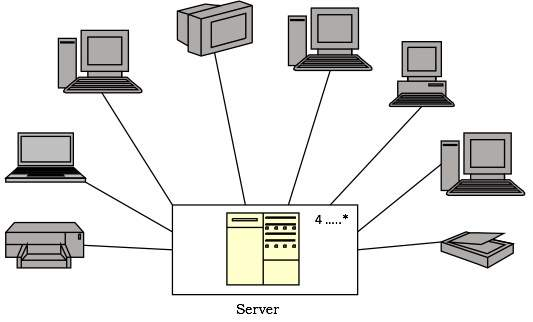 4 .....*
Server